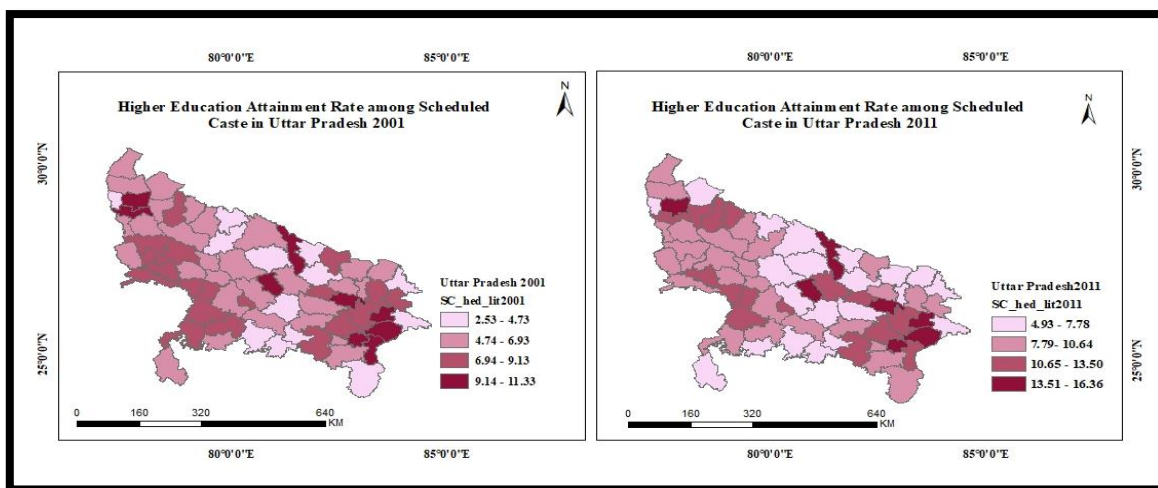 80°0'0"E 85°0'0"E
Higher Education Attainment Rate among Scheduled
Caste in Uttar Pradesh 2001
N
30°0'0"N
25°0'0"N
Uttar Pradesh 2001
SC_hed_lit2001
2.53 - 4.73
4.74 - 6.93
6.94 - 9.13
9.14 - 11.33
0 160 320 640
KM
80°0'0"E 85°0'0"E
80°0'0"E 85°0'0"E
Higher Education Attainment Rate among Scheduled
Caste in Uttar Pradesh 2011
N
30°0'0"N
25°0'0"N
Uttar Pradesh2011
SC_hed_lit2011
4.93 - 7.78
7.79- 10.64
10.65 - 13.50
13.51 - 16.36
0 160 320 640
KM
80°0'0"E 85°0'0"E